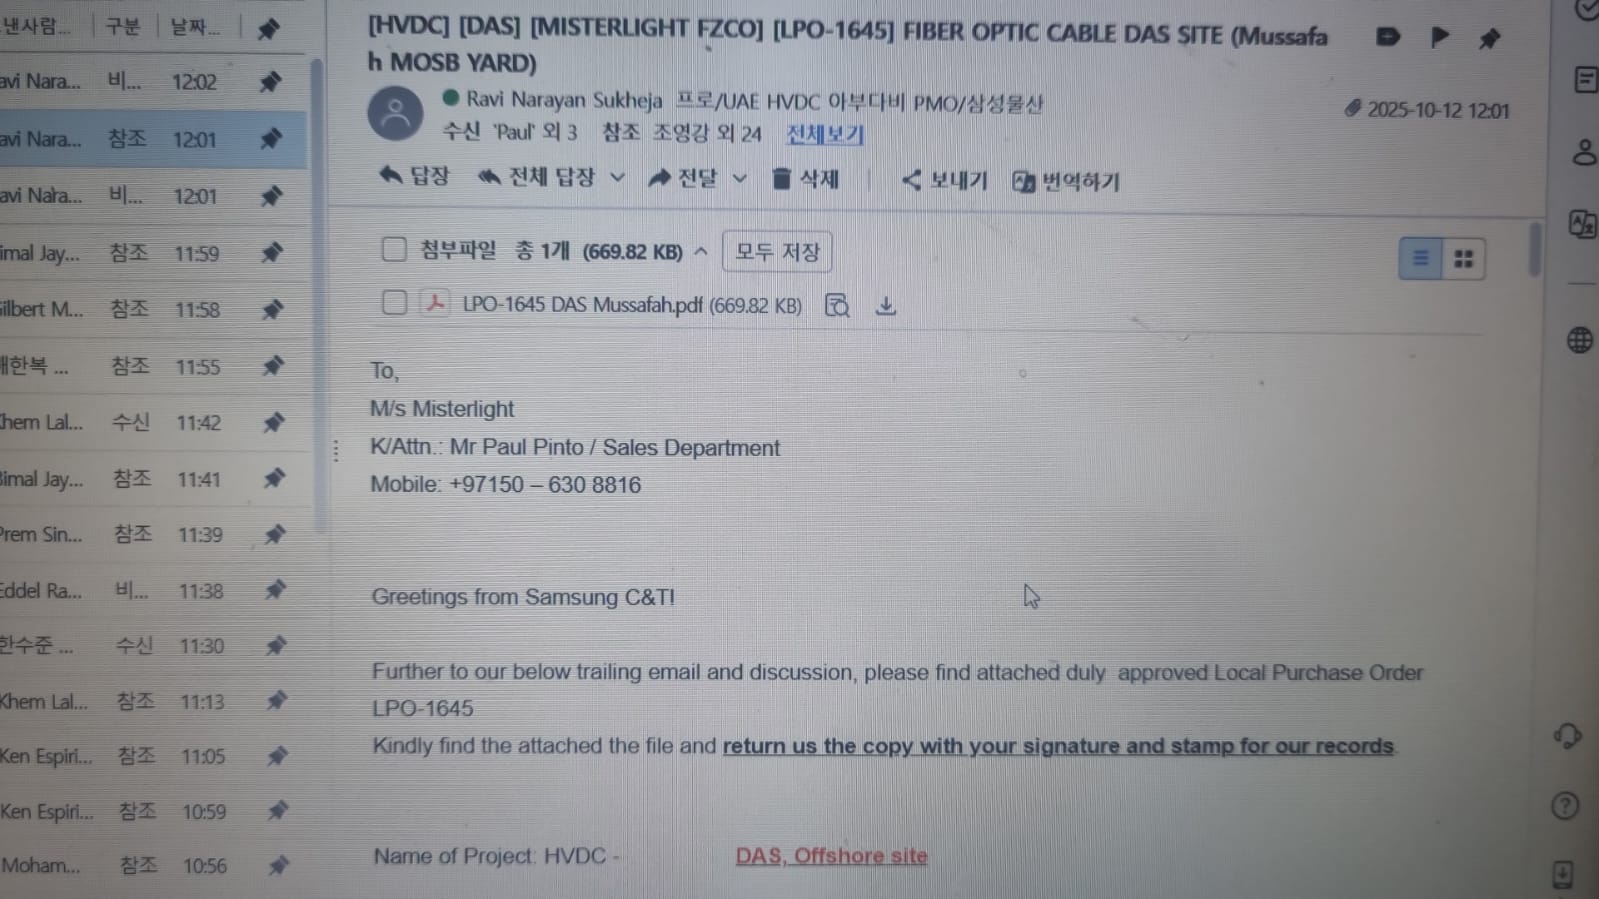 낸사람... 구분 날짜...
avi Nara... 비... 12:02
avi Nara... 참조 12:01
avi Nara... 비... 12:01
imal Jay... 참조 11:59
ilbert M... 참조 11:58
배한복 ... 참조 11:55
hem Lal... 수신 11:42
Bimal Jay... 참조 11:41
Prem Sin... 참조 11:39
Eddel Ra... 비... 11:38
한수준 ... 수신 11:30
Khem Lal... 참조 11:13
Ken Espiri... 참조 11:05
Ken Espiri... 참조 10:59
Moham... 참조 10:56
[HVDC] [DAS] [MISTERLIGHT FZCO] [LPO-1645] FIBER OPTIC CABLE DAS SITE (Mussafa
h MOSB YARD)
Ravi Narayan Sukheja 프로/UAE HVDC 아부다비 PMO/삼성물산
2025-10-12 12:01
수신 'Paul' 외 3 참조 조영강 외 24 전체보기
답장 전체 답장 전달 삭제 보내기 번역하기
첨부파일 총 1개 (669.82 KB) 모두 저장
LPO-1645 DAS Mussafah.pdf (669.82 KB)
To,
M/s Misterlight
K/Attn.: Mr Paul Pinto / Sales Department
Mobile: +97150 – 630 8816
Greetings from Samsung C&T!
Further to our below trailing email and discussion, please find attached duly approved Local Purchase Order
LPO-1645
Kindly find the attached the file and return us the copy with your signature and stamp for our records.
Name of Project: HVDC - DAS, Offshore site